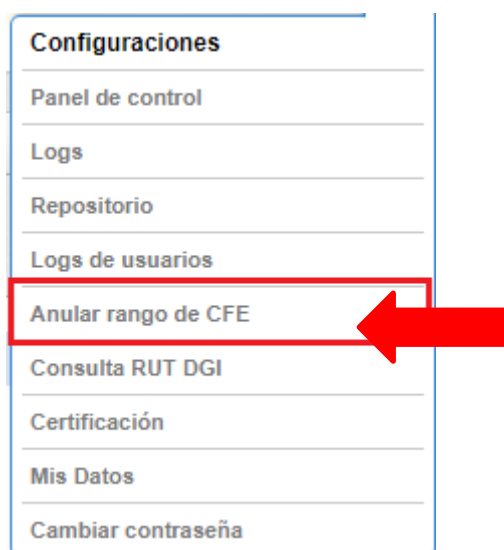 Configuraciones
Panel de control
Logs
Repositorio
Logs de usuarios
Anular rango de CFE
Consulta RUT DGI
Certificación
Mis Datos
Cambiar contraseña